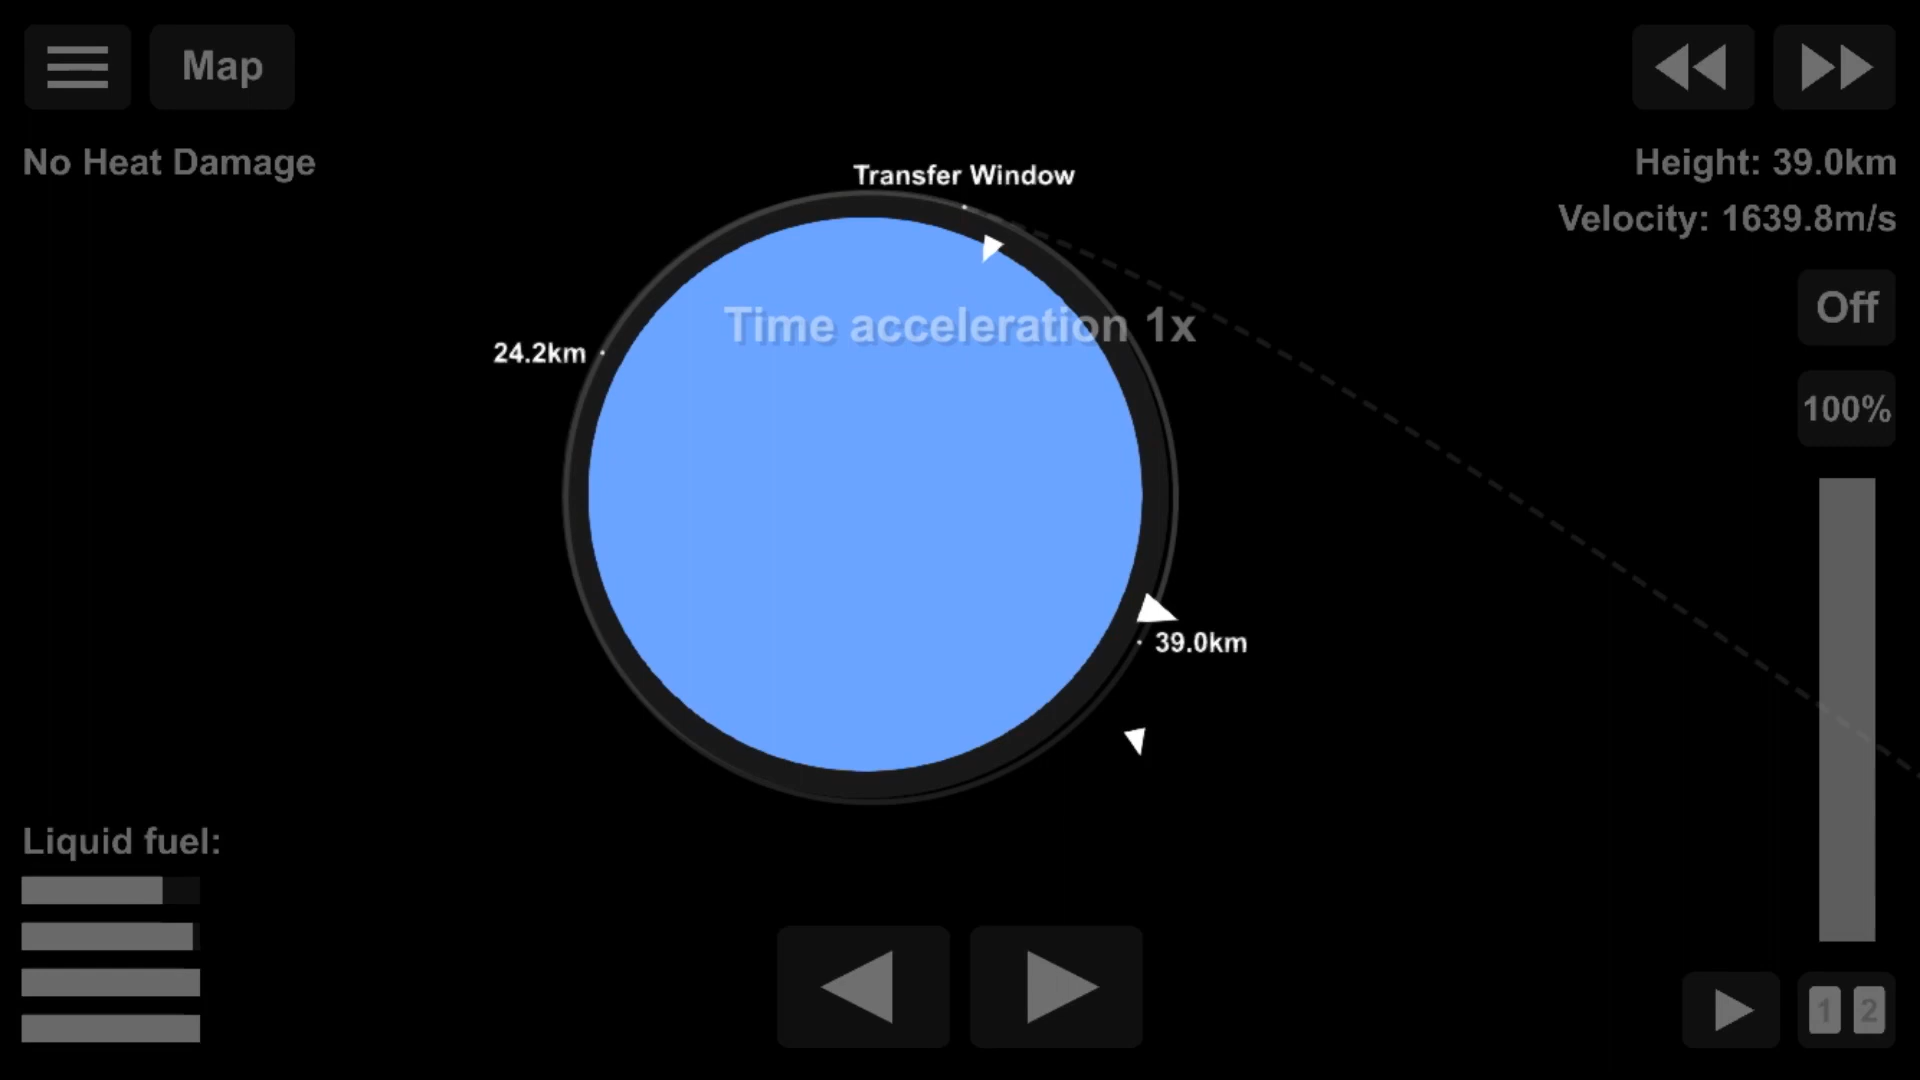 Map
No Heat Damage
Height: 39.0km
Velocity: 1639.8m/s
Transfer Window
Off
Time acceleration 1x
24.2km
100%
39.0km
Liquid fuel:
1 2